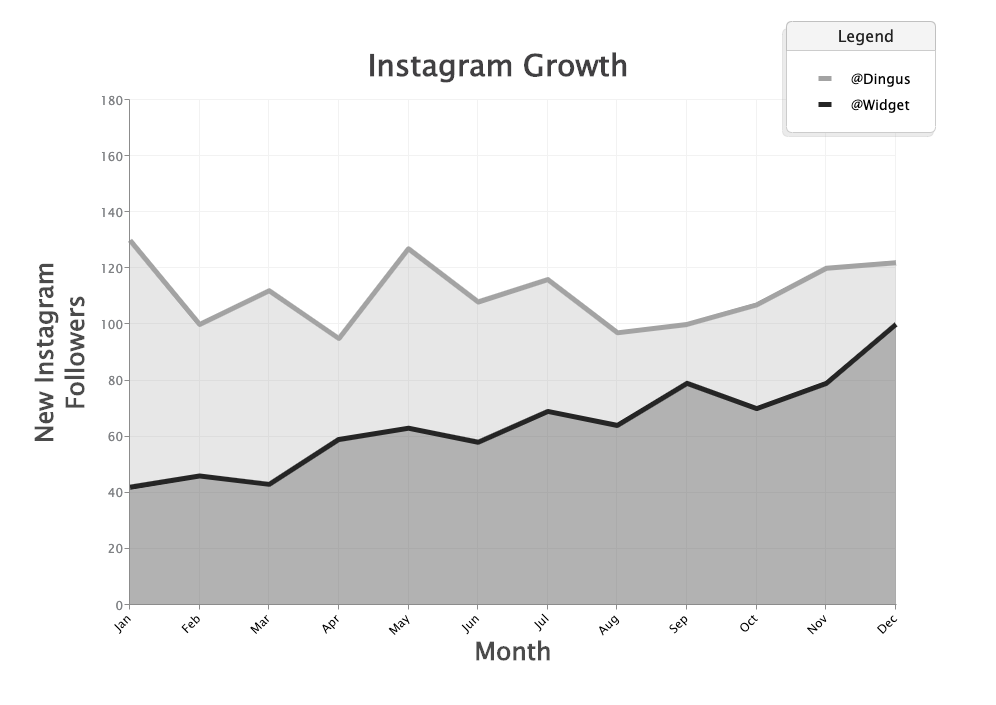 Legend
@Dingus
@Widget
Instagram Growth
New Instagram
Followers
180
160
140
120
100
80
60
40
20
0
Jan
Feb
Mar
Apr
May
Jun
Jul
Aug
Sep
Oct
Nov
Dec
Month